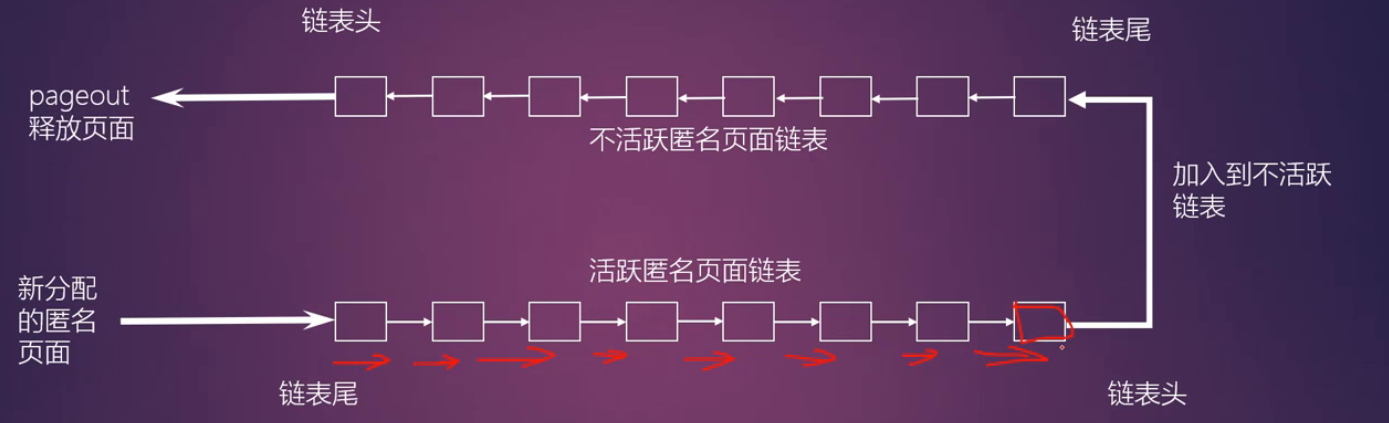 链表头
链表尾
pageout
释放页面
不活跃匿名页面链表
加入到不活跃
链表
活跃匿名页面链表
新分配
的匿名
页面
链表尾
链表头